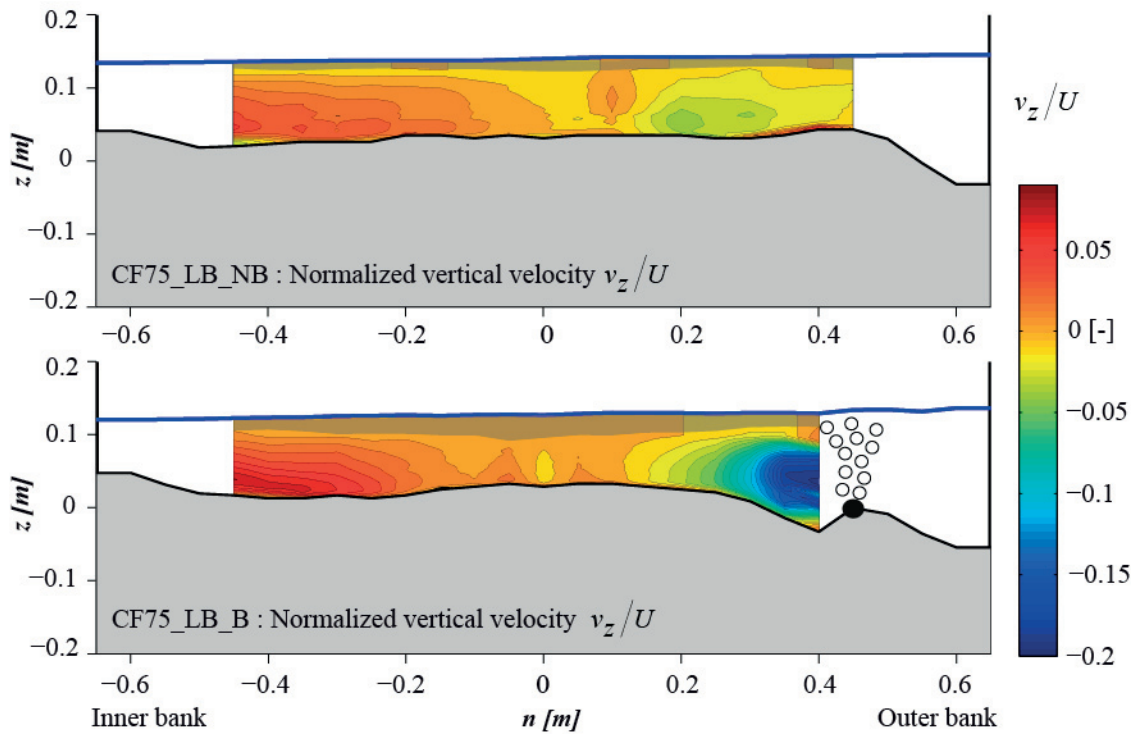 0.2
0.1
0
−0.1
−0.2
z [m]
CF75_LB_NB : Normalized vertical velocity v_z/U
−0.6 −0.4 −0.2 0 0.2 0.4 0.6
0.2
0.1
0
−0.1
−0.2
z [m]
CF75_LB_B : Normalized vertical velocity v_z/U
−0.6 −0.4 −0.2 0 0.2 0.4 0.6
Inner bank n [m] Outer bank
v_z/U
0.05
0 [-]
−0.05
−0.1
−0.15
−0.2